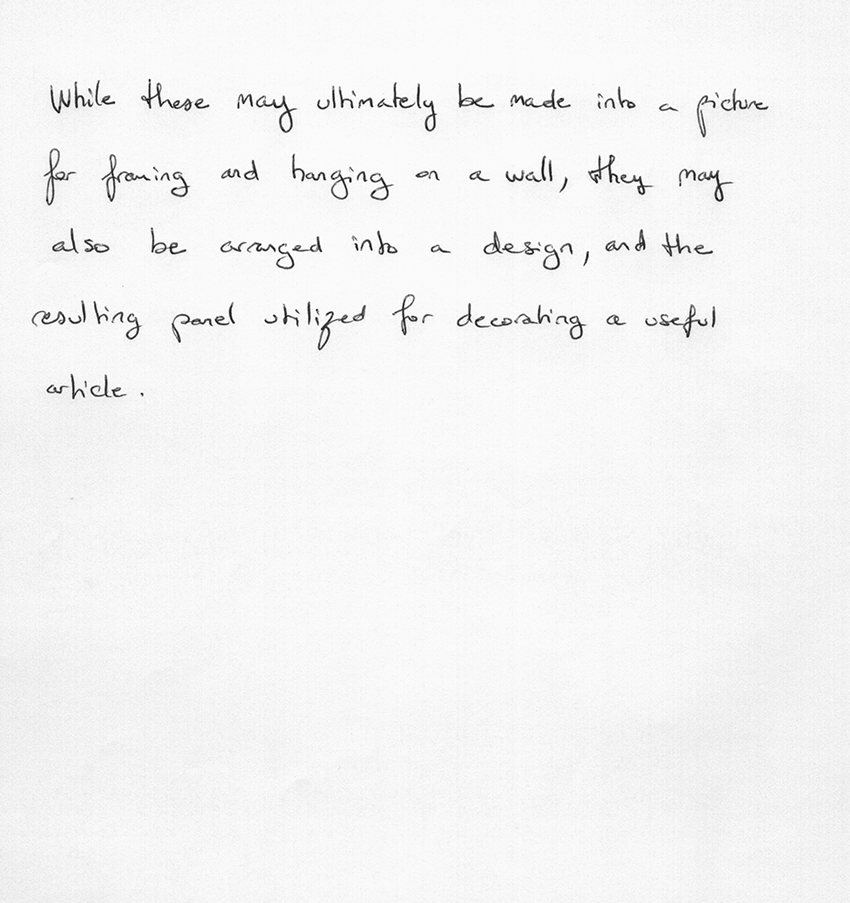 While these may ultimately be made into a picture
for framing and hanging on a wall, they may
also be arranged into a design, and the
resulting panel utilized for decorating a useful
article.